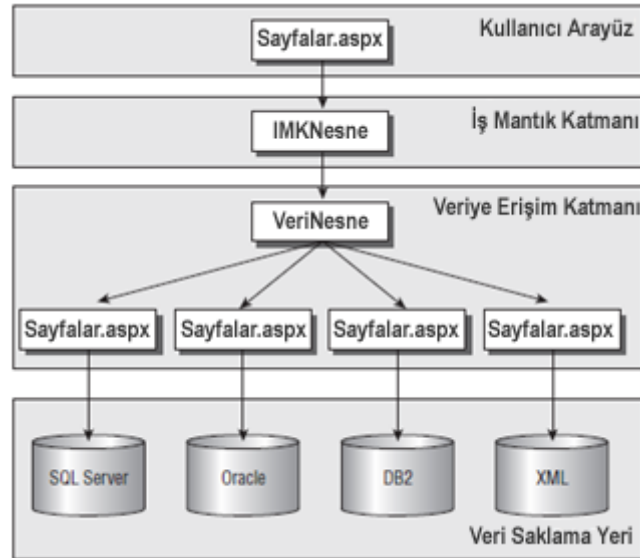 Kullanıcı Arayüz
Sayfalar.aspx
İş Mantık Katmanı
IMKNesne
Veriye Erişim Katmanı
VeriNesne
Sayfalar.aspx
Sayfalar.aspx
Sayfalar.aspx
Sayfalar.aspx
SQL Server
Oracle
DB2
XML
Veri Saklama Yeri